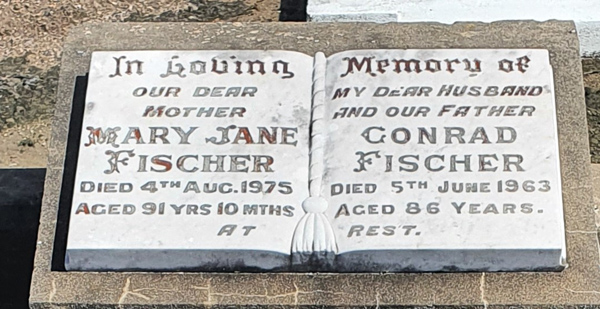 In Loving
OUR DEAR
MOTHER
MARY JANE
FISCHER
DIED 4TH AUG. 1975
AGED 91 YRS 10 MTHS
AT
Memory of
MY DEAR HUSBAND
AND OUR FATHER
CONRAD
FISCHER
DIED 5TH JUNE 1963
AGED 86 YEARS.
REST.